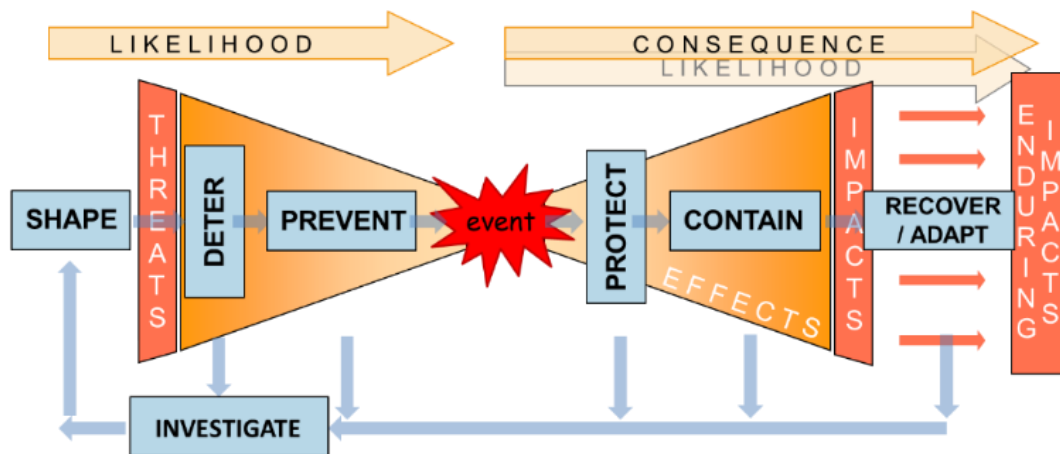 LIKELIHOOD
CONSEQUENCE
LIKELIHOOD
THREATS
SHAPE
DETER
PREVENT
event
PROTECT
CONTAIN
EFFECTS
IMPACTS
RECOVER
/ ADAPT
ENDURING
IMPACTS
INVESTIGATE